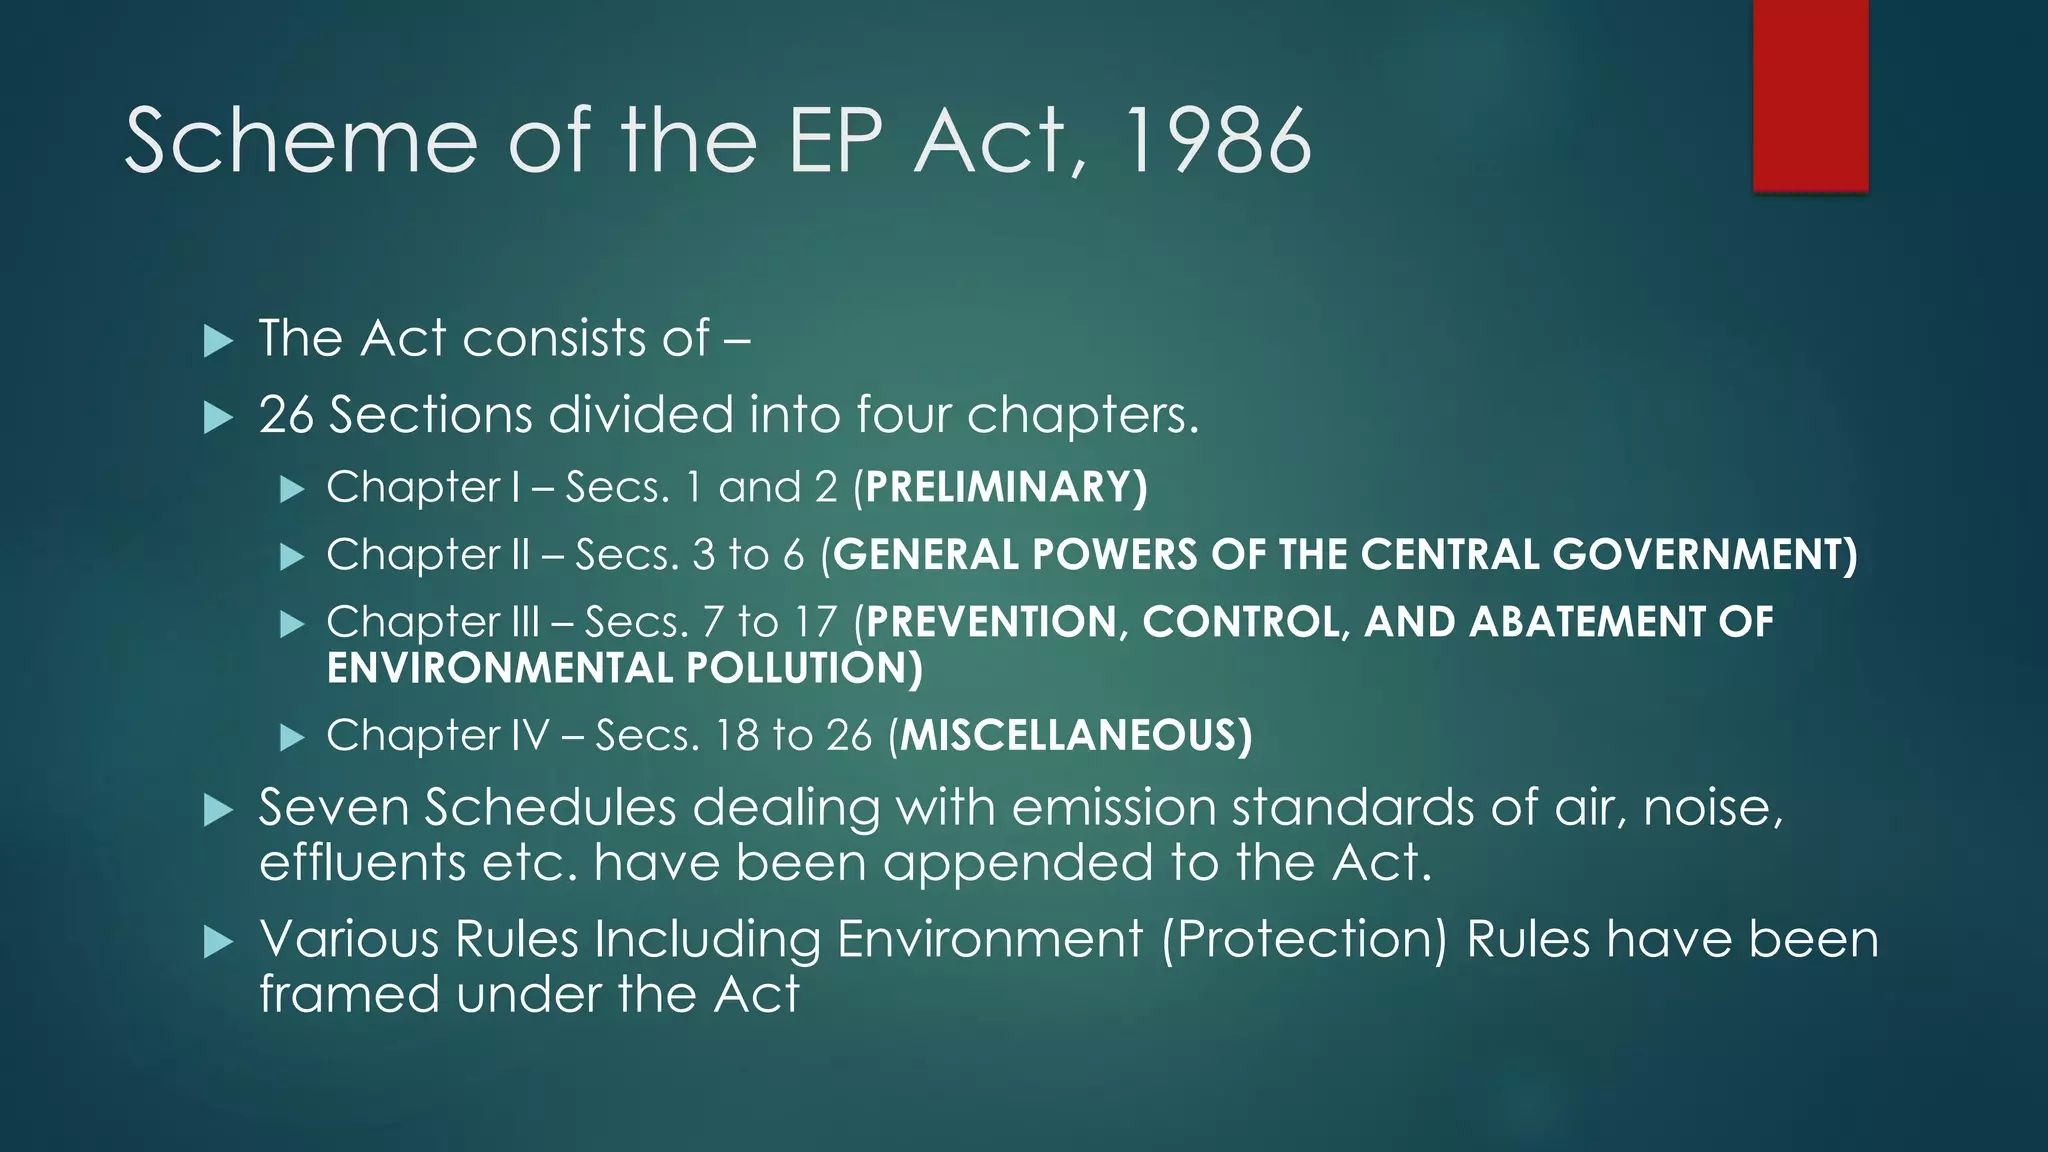 Scheme of the EP Act, 1986
The Act consists of –
26 Sections divided into four chapters.
Chapter I – Secs. 1 and 2 (PRELIMINARY)
Chapter II – Secs. 3 to 6 (GENERAL POWERS OF THE CENTRAL GOVERNMENT)
Chapter III – Secs. 7 to 17 (PREVENTION, CONTROL, AND ABATEMENT OF
ENVIRONMENTAL POLLUTION)
Chapter IV – Secs. 18 to 26 (MISCELLANEOUS)
Seven Schedules dealing with emission standards of air, noise,
effluents etc. have been appended to the Act.
Various Rules Including Environment (Protection) Rules have been
framed under the Act